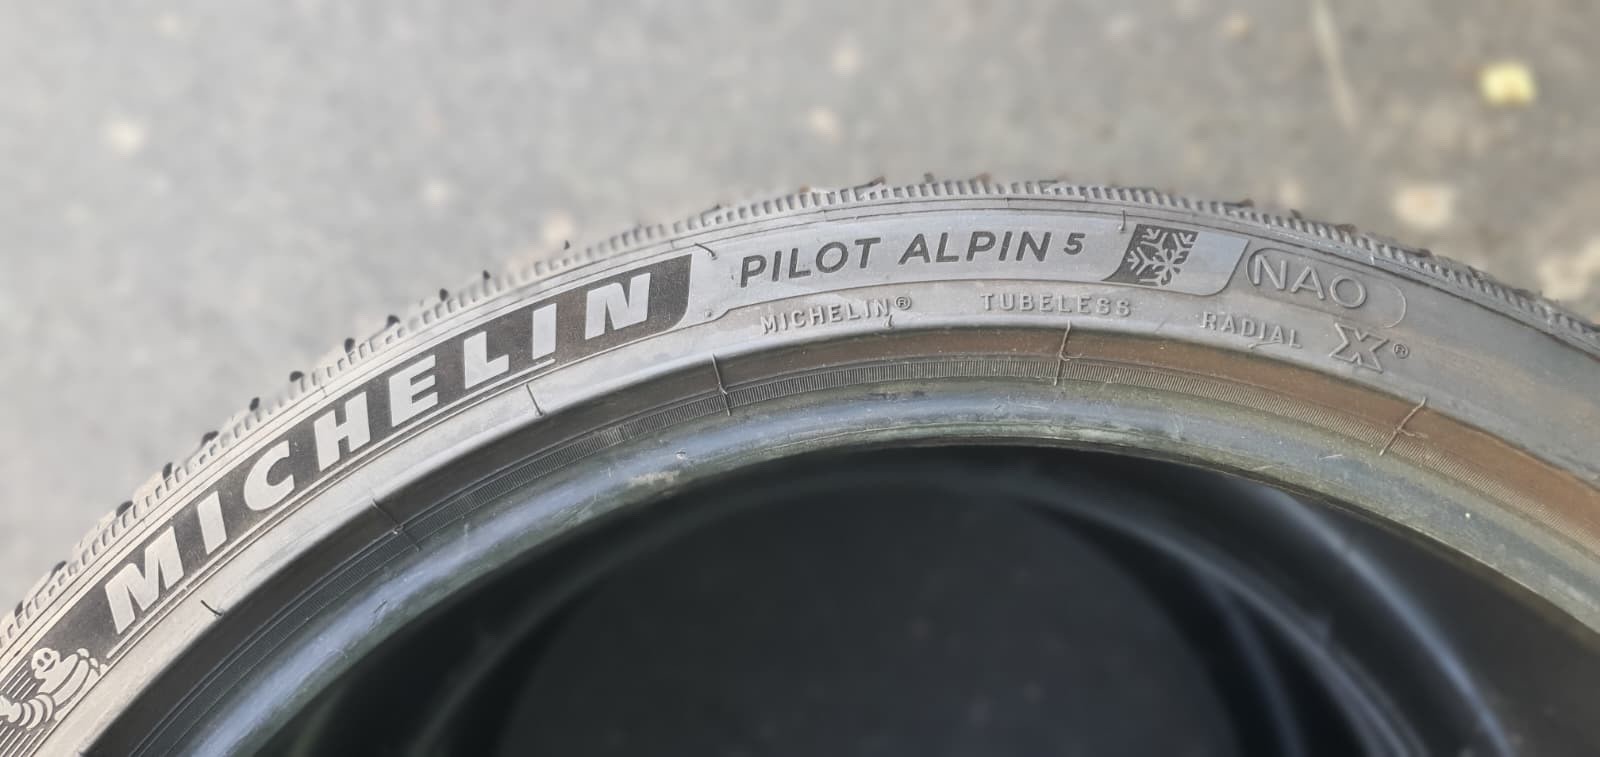 MICHELIN
PILOT ALPIN 5
NAO
MICHELIN® TUBELESS RADIAL X®